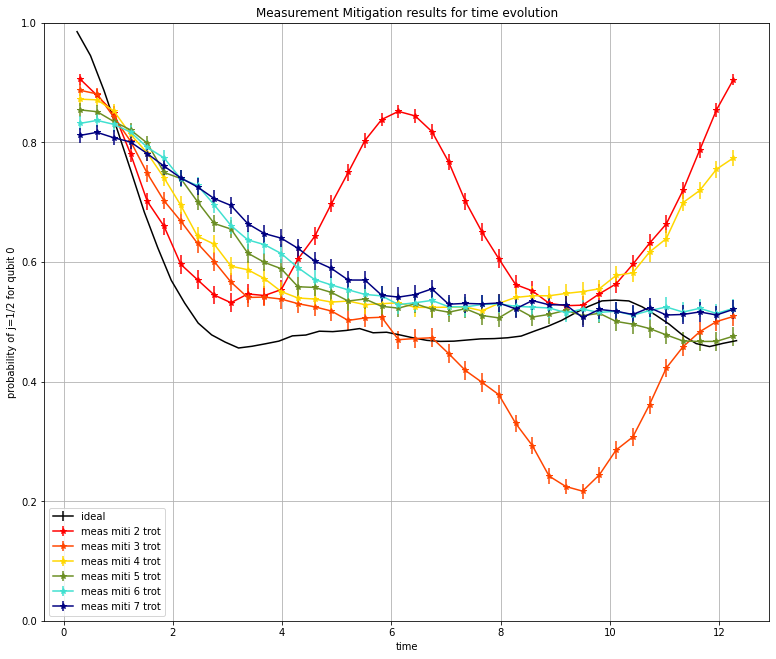 Measurement Mitigation results for time evolution
probability of J=1/2 for qubit 0
1.0
0.8
0.6
0.4
0.2
0.0
ideal
meas miti 2 trot
meas miti 3 trot
meas miti 4 trot
meas miti 5 trot
meas miti 6 trot
meas miti 7 trot
0 2 4 6 8 10 12
time